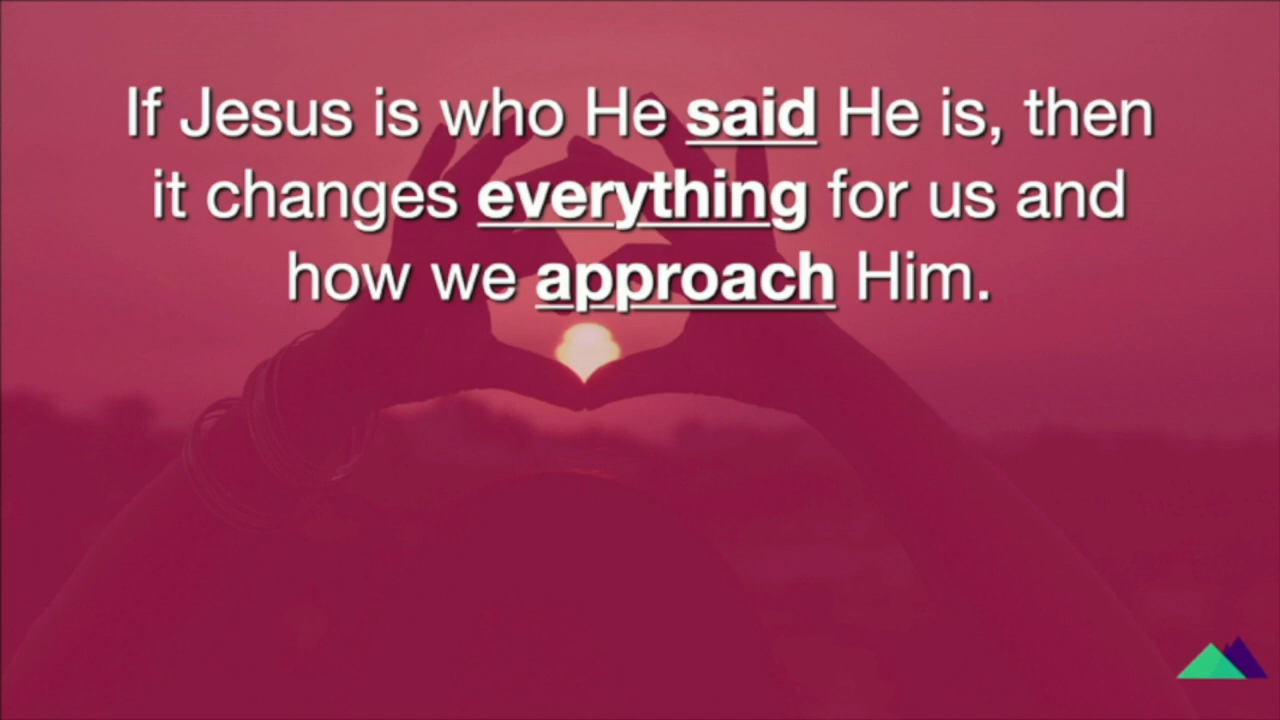 If Jesus is who He said He is, then
it changes everything for us and
how we approach Him.